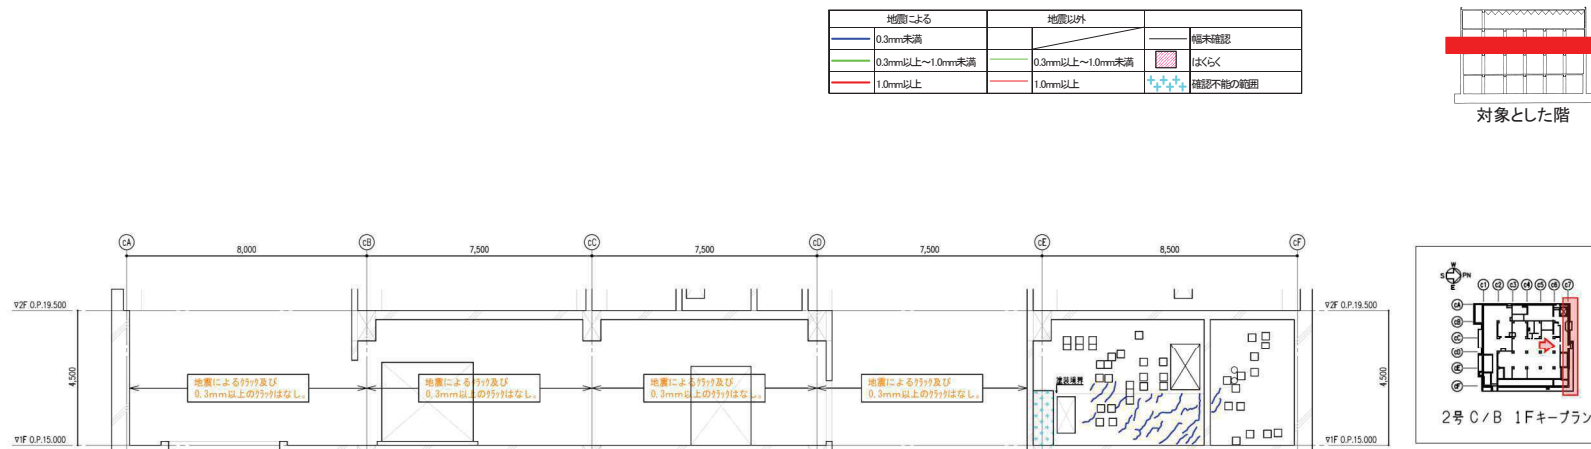 地震による 地震以外
0.3mm未満 幅未確認
0.3mm以上~1.0mm未満 0.3mm以上~1.0mm未満 はくらく
1.0mm以上 1.0mm以上 確認不能の範囲
対象とした階
cA cB cC cD cE cF
8,000 7,500 7,500 7,500 8,500
▽2F O.P.19.500 ▽2F O.P.19.500
4,500 4,500
地震によるクラック及び
0.3mm以上のクラックはなし。
地震によるクラック及び
0.3mm以上のクラックはなし。
地震によるクラック及び
0.3mm以上のクラックはなし。
地震によるクラック及び
0.3mm以上のクラックはなし。
塗装境界
▽1F O.P.15.000 ▽1F O.P.15.000
W
S PN
E
c1 c2 c3 c4 c5 c6 c7
cA
cB
cC
cD
cE
cF
2号 C/B 1Fキープラン